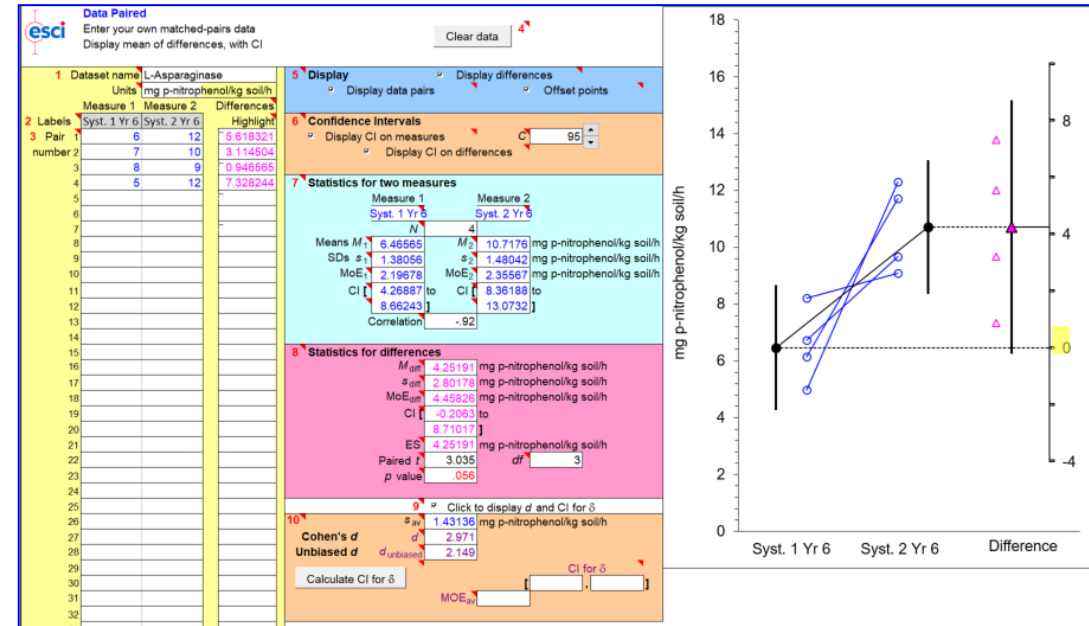 esci
Data Paired
Enter your own matched-pairs data
Display mean of differences, with CI
Clear data 4
1 Dataset name L-Asparaginase
Units mg p-nitrophenol/kg soil/h
Measure 1 Measure 2 Differences
2 Labels Syst. 1 Yr 6 Syst. 2 Yr 6 Highlight
3 Pair 1 6 12 5.618321
number 2 7 10 3.114504
3 8 9 0.946565
4 5 12 7.328244
5
6
7
8
9
10
11
12
13
14
15
16
17
18
19
20
21
22
23
24
25
26
27
28
29
30
31
32
5 Display Display differences
Display data pairs Offset points
6 Confidence Intervals
Display CI on measures C 95
Display CI on differences
7 Statistics for two measures
Measure 1 Measure 2
Syst. 1 Yr 6 Syst. 2 Yr 6
N 4
Means M1 6.46565 M2 10.7176 mg p-nitrophenol/kg soil/h
SDs s1 1.38056 s2 1.48042 mg p-nitrophenol/kg soil/h
MoE1 2.19678 MoE2 2.35567 mg p-nitrophenol/kg soil/h
CI [ 4.26887 to CI [ 8.36188 to
8.66243 ] 13.0732 ]
Correlation -.92
8 Statistics for differences
Mdiff 4.25191 mg p-nitrophenol/kg soil/h
sdiff 2.80178 mg p-nitrophenol/kg soil/h
MoEdiff 4.45826 mg p-nitrophenol/kg soil/h
CI [ -0.2063 to
8.71017 ]
ES 4.25191 mg p-nitrophenol/kg soil/h
Paired t 3.035 df 3
p value .056
9 Click to display d and CI for δ
10 sav 1.43136 mg p-nitrophenol/kg soil/h
Cohen's d d 2.971
Unbiased d dunbiased 2.149
CI for δ
Calculate CI for δ [ , ]
MOEav
mg p-nitrophenol/kg soil/h
18
16
14
12
10
8
6
4
2
0
8
4
0
-4
Syst. 1 Yr 6 Syst. 2 Yr 6 Difference